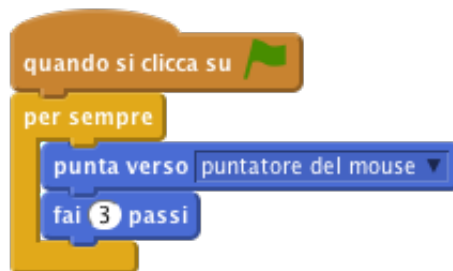 quando si clicca su
per sempre
punta verso puntatore del mouse
fai 3 passi